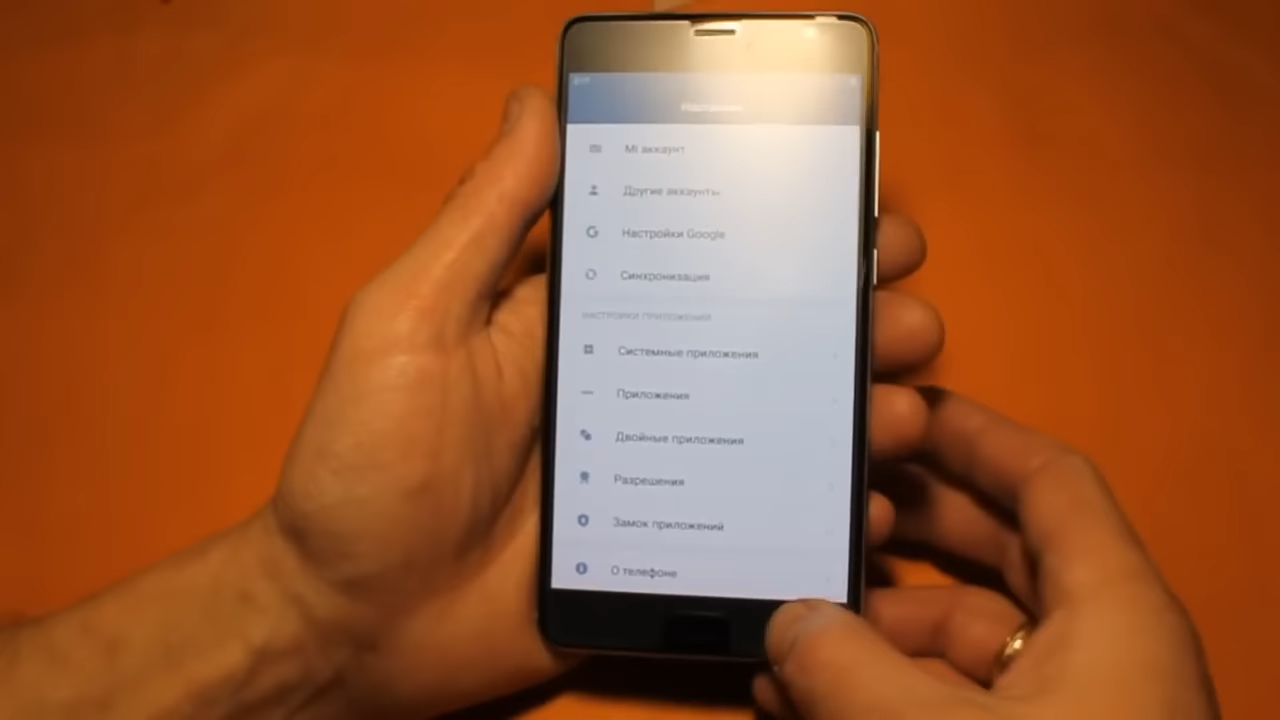 Mi аккаунт
Другие аккаунты
Настройки Google
Синхронизация
НАСТРОЙКИ ПРИЛОЖЕНИЙ
Системные приложения
Приложения
Двойные приложения
Разрешения
Замок приложений
О телефоне